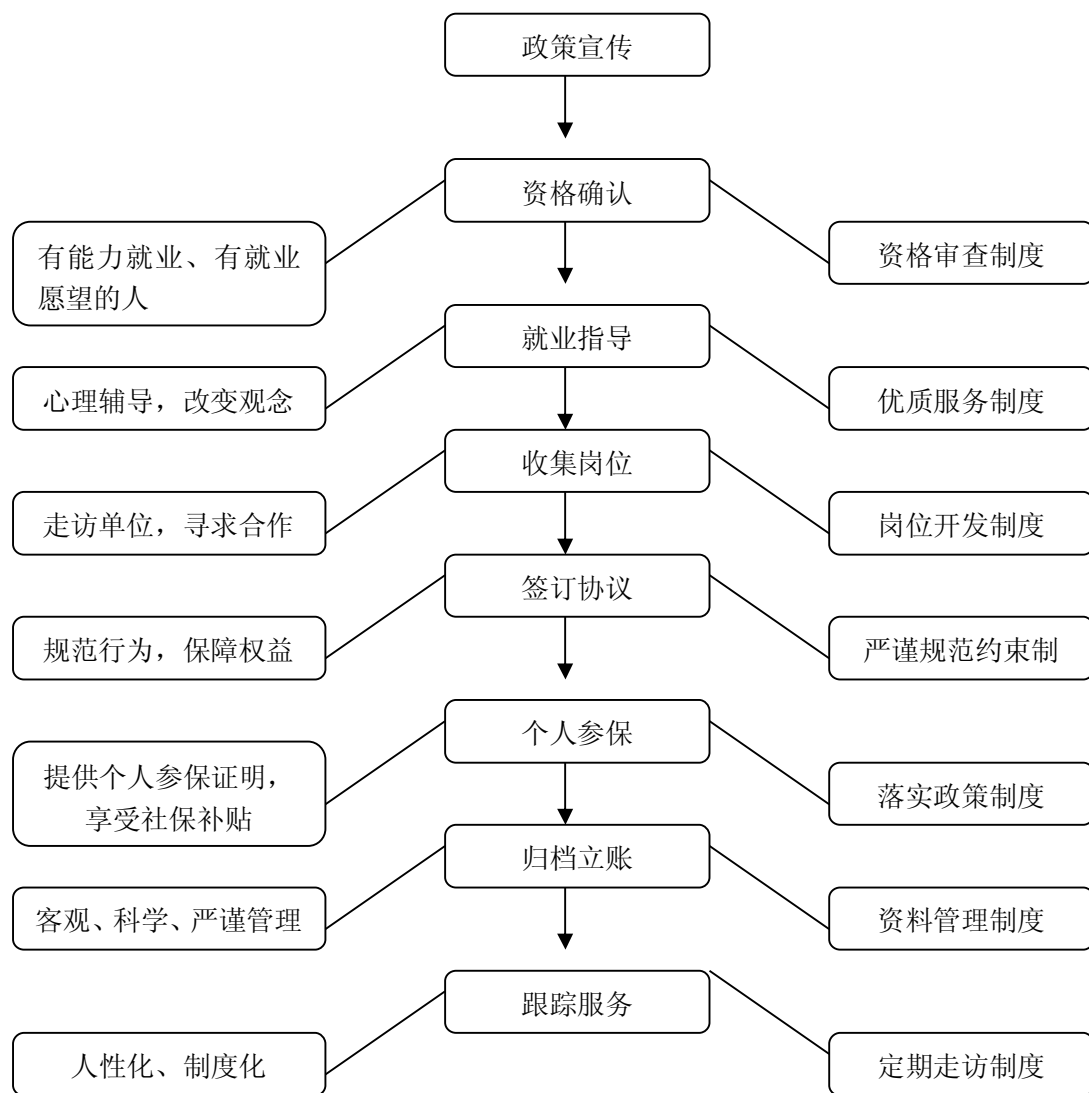 政策宣传
资格确认
有能力就业、有就业
愿望的人
资格审查制度
就业指导
心理辅导，改变观念
优质服务制度
收集岗位
走访单位，寻求合作
岗位开发制度
签订协议
规范行为，保障权益
严谨规范约束制
个人参保
提供个人参保证明，
享受社保补贴
落实政策制度
归档立账
客观、科学、严谨管理
资料管理制度
跟踪服务
人性化、制度化
定期走访制度